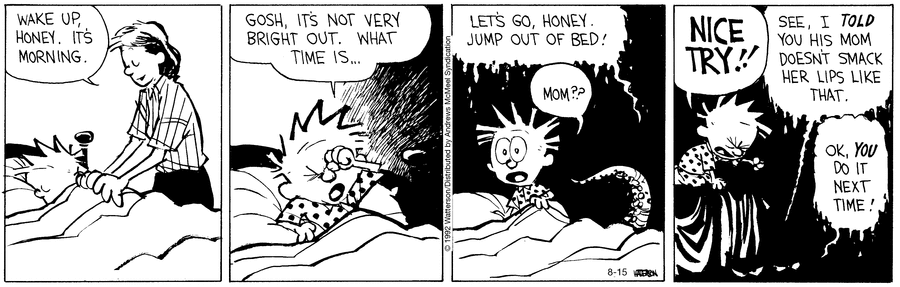 WAKE UP,
HONEY. IT'S
MORNING.
GOSH, IT'S NOT VERY
BRIGHT OUT. WHAT
TIME IS...
© 1992 Watterson/Distributed by Andrews McMeel Syndication
LET'S GO, HONEY.
JUMP OUT OF BED!
MOM??
8-15 WATTERSON
NICE
TRY!!
SEE, I TOLD
YOU HIS MOM
DOESN'T SMACK
HER LIPS LIKE
THAT.
OK, YOU
DO IT
NEXT
TIME!